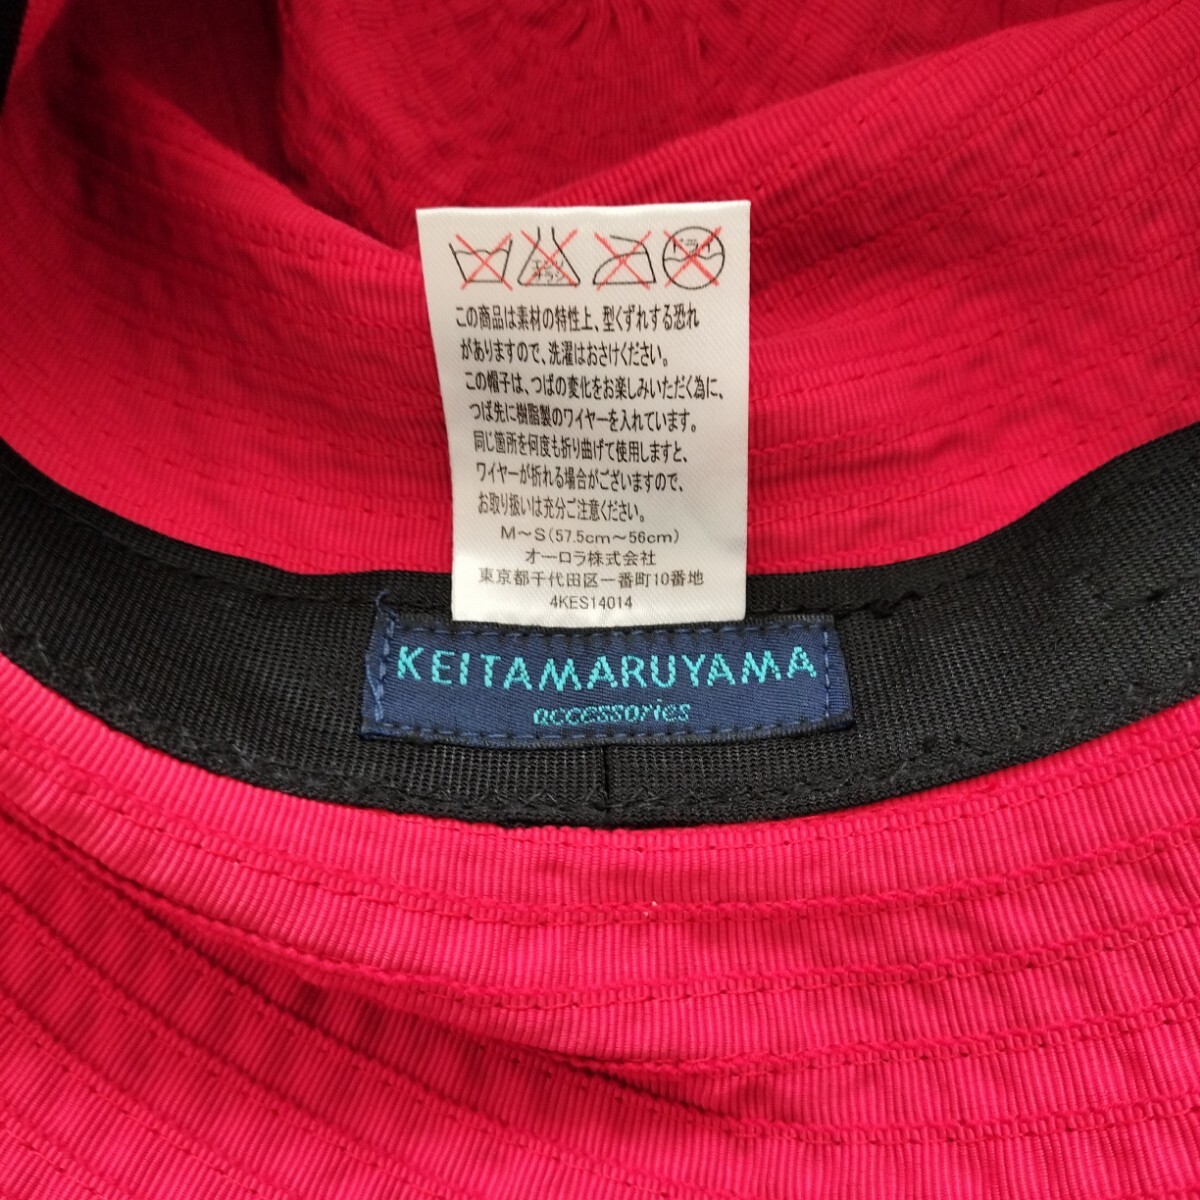 エンソ ドライ
オサラシ
この商品は素材の特性上、型くずれする恐れ
がありますので、洗濯はおさけください。
この帽子は、つばの変化をお楽しみいただく為に、
つば先に樹脂製のワイヤーを入れています。
同じ箇所を何度も折り曲げて使用しますと、
ワイヤーが折れる場合がございますので、
お取り扱いは充分ご注意ください。
M～S(57.5cm～56cm)
オーロラ株式会社
東京都千代田区一番町10番地
4KES14014
KEITAMARUYAMA
accessories